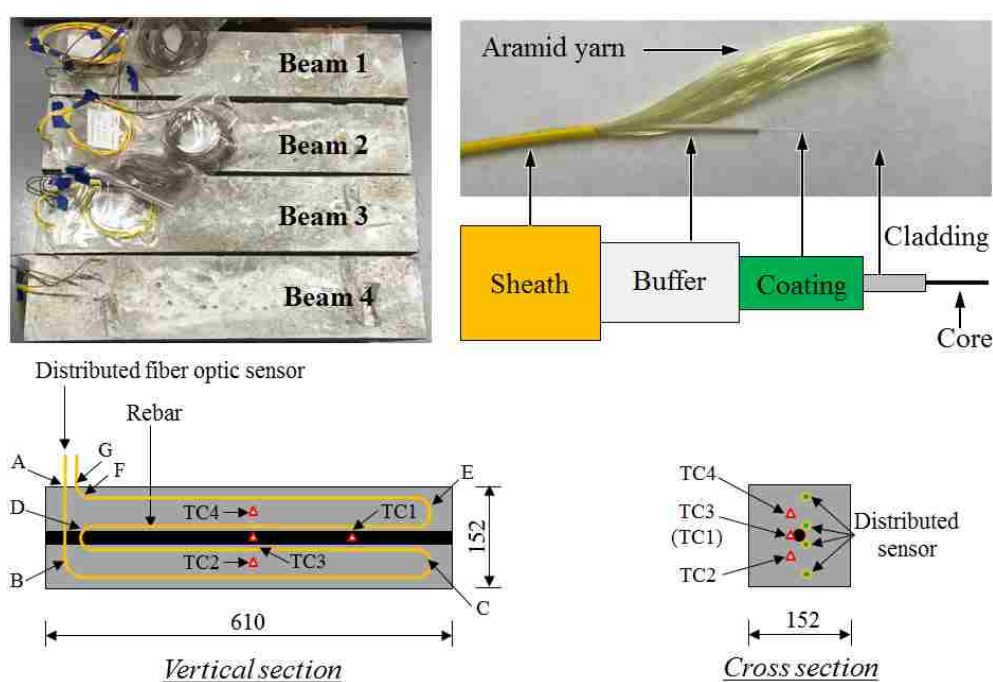 Beam 1
Beam 2
Beam 3
Beam 4
Aramid yarn
Sheath
Buffer
Coating
Cladding
Core
Distributed fiber optic sensor
Rebar
A
G
F
E
D
TC4
TC1
TC2
TC3
B
C
152
610
Vertical section
TC4
TC3
(TC1)
TC2
Distributed
sensor
152
Cross section